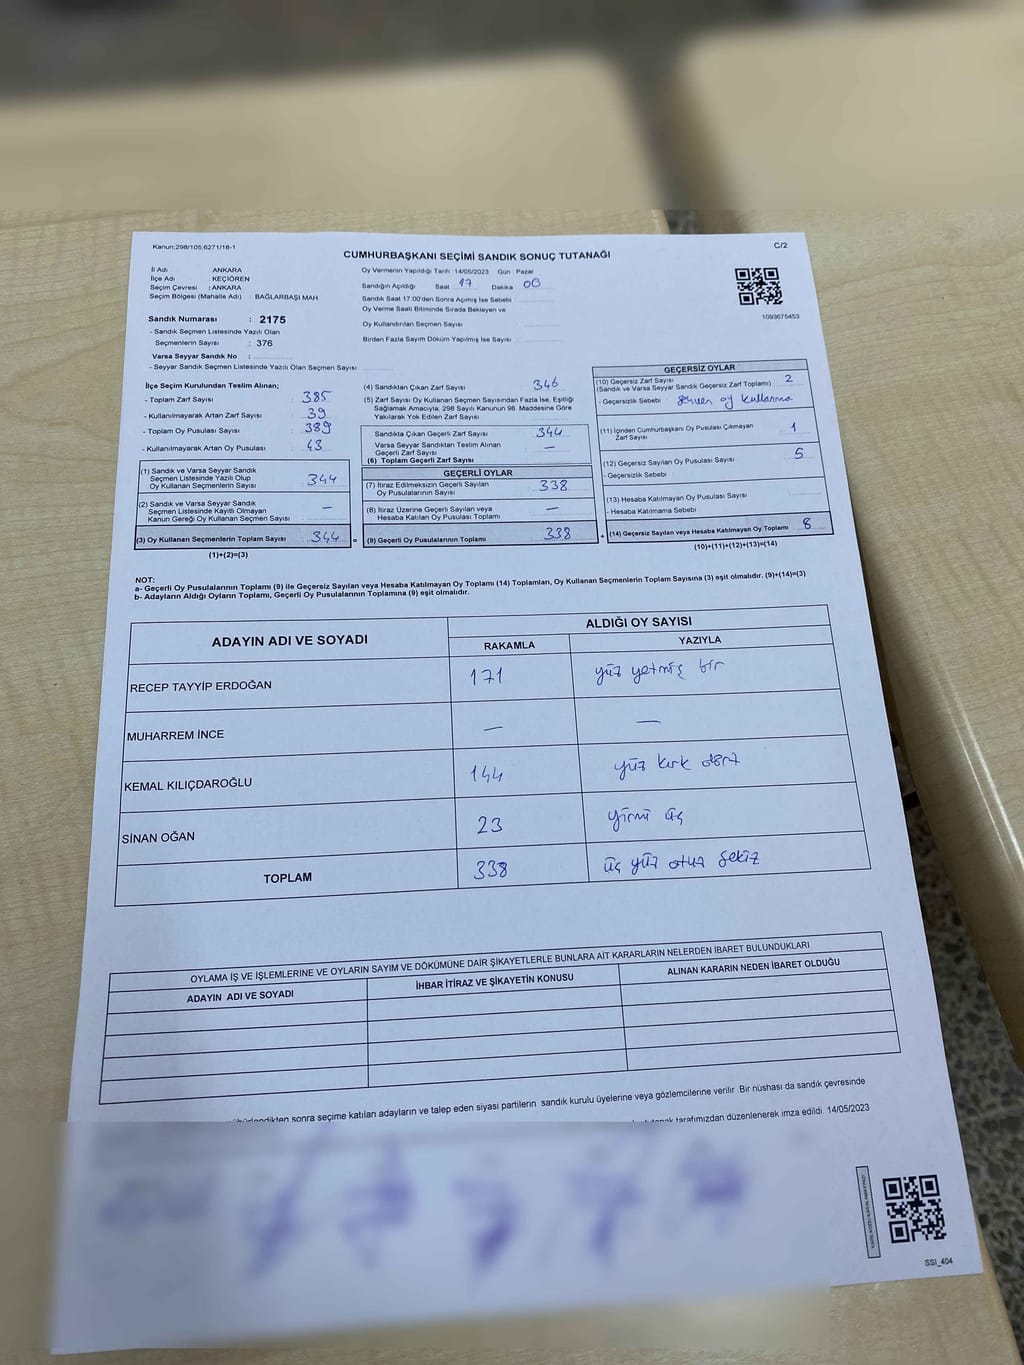 Kanun:298/105,6271/18-1
C/2
CUMHURBAŞKANI SEÇİMİ SANDIK SONUÇ TUTANAĞI
İl Adı : ANKARA
İlçe Adı : KEÇİÖREN
Seçim Çevresi : ANKARA
Seçim Bölgesi (Mahalle Adı) : BAĞLARBAŞI MAH
Sandık Numarası : 2175
- Sandık Seçmen Listesinde Yazılı Olan
Seçmenlerin Sayısı : 376
Varsa Seyyar Sandık No :
- Seyyar Sandık Seçmen Listesinde Yazılı Olan Seçmen Sayısı
Oy Vermenin Yapıldığı Tarih : 14/05/2023 Gün : Pazar
Sandığın Açıldığı Saat 17 Dakika 00
Sandık Saat 17.00'den Sonra Açımış İse Sebebi :
Oy Verme Saati Bitiminde Sırada Bekleyen ve
Oy Kullandırılan Seçmen Sayısı :
Birden Fazla Sayım Döküm Yapılmış İse Sayısı :
1093675453
İlçe Seçim Kurulundan Teslim Alınan;
- Toplam Zarf Sayısı : 385
- Kullanılmayarak Artan Zarf Sayısı : 39
- Toplam Oy Pusulası Sayısı : 389
- Kullanılmayarak Artan Oy Pusulası : 43
(1) Sandık ve Varsa Seyyar Sandık
Seçmen Listesinde Yazılı Olup
Oy Kullanan Seçmenlerin Sayısı : 344
(2) Sandık ve Varsa Seyyar Sandık
Seçmen Listesinde Kayıtlı Olmayan
Kanun Gereği Oy Kullanan Seçmen Sayısı : —
(3) Oy Kullanan Seçmenlerin Toplam Sayısı : 344 =
(1)+(2)=(3)
(4) Sandıktan Çıkan Zarf Sayısı : 346
(5) Zarf Sayısı Oy Kullanan Seçmen Sayısından Fazla İse, Eşitliği
Sağlamak Amacıyla, 298 Sayılı Kanunun 98. Maddesine Göre
Yakılarak Yok Edilen Zarf Sayısı :
Sandıkta Çıkan Geçerli Zarf Sayısı : 344
Varsa Seyyar Sandıktan Teslim Alınan
Geçerli Zarf Sayısı : —
(6) Toplam Geçerli Zarf Sayısı
GEÇERLİ OYLAR
(7) İtiraz Edilmeksizin Geçerli Sayılan
Oy Pusulalarının Sayısı : 338
(8) İtiraz Üzerine Geçerli Sayılan veya
Hesaba Katılan Oy Pusulası Toplamı : —
(9) Geçerli Oy Pusulalarının Toplamı : 338 +
GEÇERSİZ OYLAR
(10) Geçersiz Zarf Sayısı
(Sandık ve Varsa Seyyar Sandık Geçersiz Zarf Toplamı) : 2
- Geçersizlik Sebebi : oy kullanma
(11) İçinden Cumhurbaşkanı Oy Pusulası Çıkmayan
Zarf Sayısı : 1
(12) Geçersiz Sayılan Oy Pusulası Sayısı : 5
- Geçersizlik Sebebi :
(13) Hesaba Katılmayan Oy Pusulası Sayısı :
- Hesaba Katılmama Sebebi :
(14) Geçersiz Sayılan veya Hesaba Katılmayan Oy Toplamı : 8
(10)+(11)+(12)+(13)=(14)
NOT:
a- Geçerli Oy Pusulalarının Toplamı (9) ile Geçersiz Sayılan veya Hesaba Katılmayan Oy Toplamı (14) Toplamları, Oy Kullanan Seçmenlerin Toplam Sayısına (3) eşit olmalıdır. (9)+(14)=(3)
b- Adayların Aldığı Oyların Toplamı, Geçerli Oy Pusulalarının Toplamına (9) eşit olmalıdır.
ADAYIN ADI VE SOYADI
ALDIĞI OY SAYISI
RAKAMLA YAZIYLA
RECEP TAYYİP ERDOĞAN 171 yüz yetmiş bir
MUHARREM İNCE — —
KEMAL KILIÇDAROĞLU 144 yüz kırk dört
SİNAN OĞAN 23 yirmi üç
TOPLAM 338 üç yüz otuz sekiz
OYLAMA İŞ VE İŞLEMLERİNE VE OYLARIN SAYIM VE DÖKÜMÜNE DAİR ŞİKAYETLERLE BUNLARA AİT KARARLARIN NELERDEN İBARET BULUNDUKLARI
ADAYIN ADI VE SOYADI İHBAR İTİRAZ VE ŞİKAYETİN KONUSU ALINAN KARARIN NEDEN İBARET OLDUĞU
sonra seçime katılan adayların ve talep eden siyasi partilerin sandık kurulu üyelerine veya gözlemcilerine verilir .Bir nüshası da sandık çevresinde
tarafımızdan düzenlenerek imza edildi. 14/05/2023
SSI_404